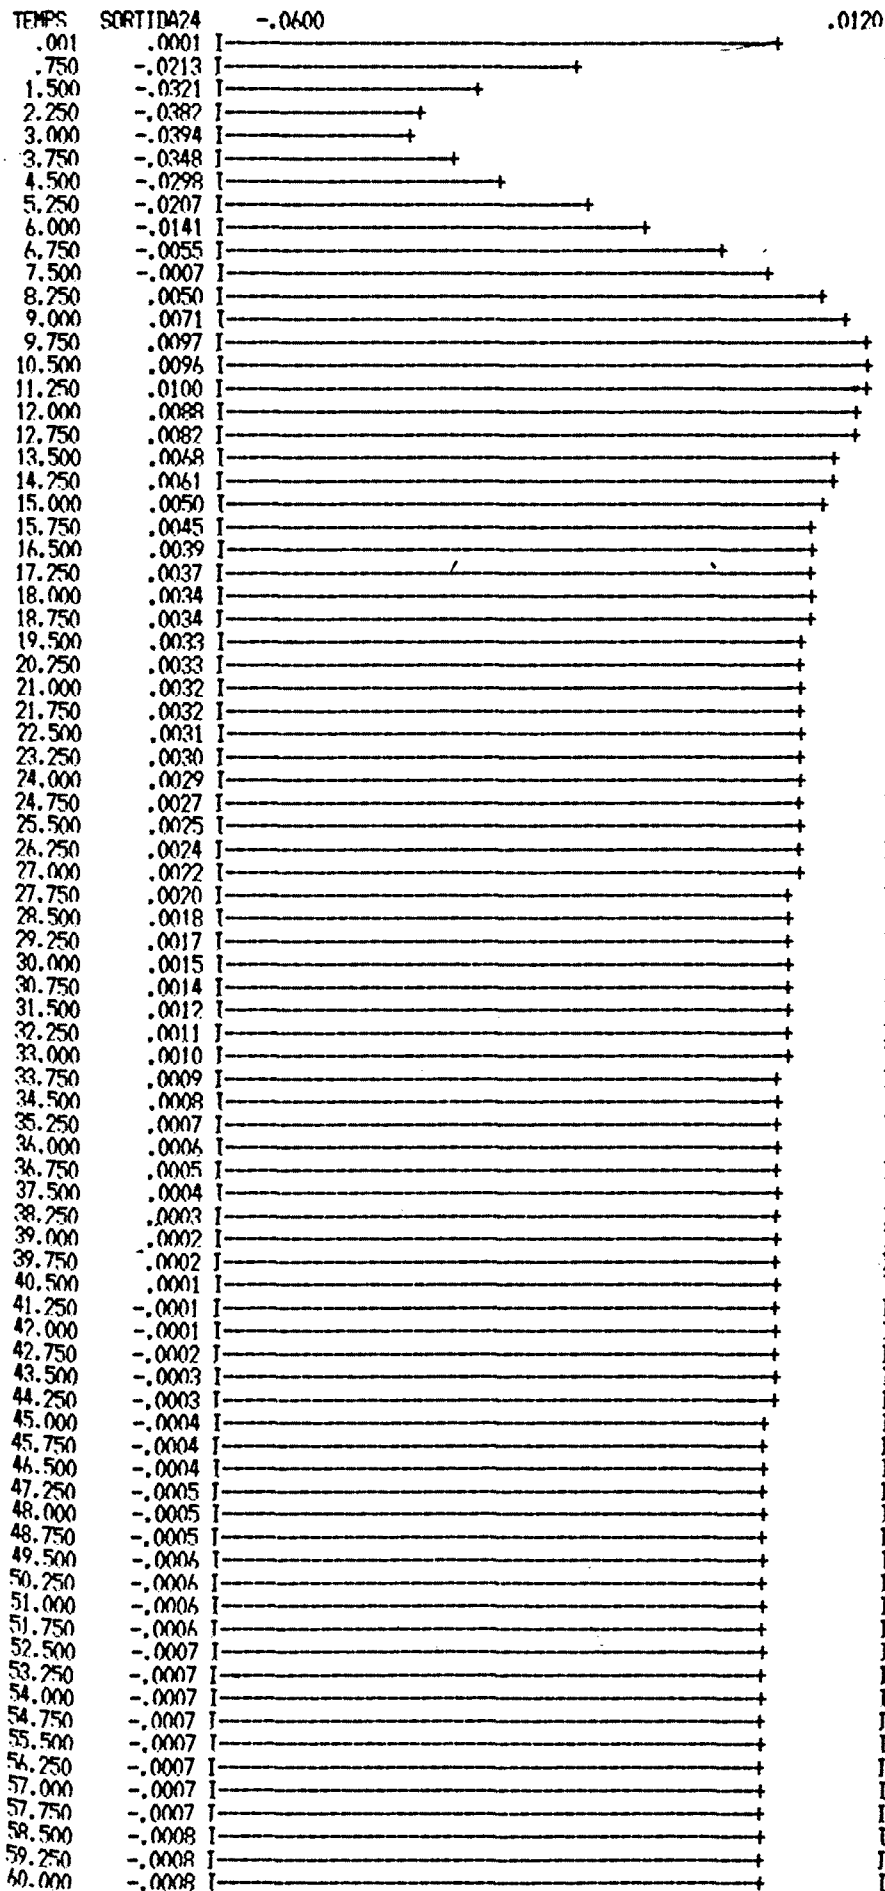 TEMPS SORTIDA24 -.0600 .0120
.001 .0001 I
.750 -.0213 I
1.500 -.0321 I
2.250 -.0382 I
3.000 -.0394 I
3.750 -.0348 I
4.500 -.0298 I
5.250 -.0207 I
6.000 -.0141 I
6.750 -.0055 I
7.500 -.0007 I
8.250 .0050 I
9.000 .0071 I
9.750 .0097 I
10.500 .0096 I
11.250 .0100 I
12.000 .0088 I
12.750 .0082 I
13.500 .0068 I
14.250 .0061 I
15.000 .0050 I
15.750 .0045 I
16.500 .0039 I
17.250 .0037 I
18.000 .0034 I
18.750 .0034 I
19.500 .0033 I
20.250 .0033 I
21.000 .0032 I
21.750 .0032 I
22.500 .0031 I
23.250 .0030 I
24.000 .0029 I
24.750 .0027 I
25.500 .0025 I
26.250 .0024 I
27.000 .0022 I
27.750 .0020 I
28.500 .0018 I
29.250 .0017 I
30.000 .0015 I
30.750 .0014 I
31.500 .0012 I
32.250 .0011 I
33.000 .0010 I
33.750 .0009 I
34.500 .0008 I
35.250 .0007 I
36.000 .0006 I
36.750 .0005 I
37.500 .0004 I
38.250 .0003 I
39.000 .0002 I
39.750 .0002 I
40.500 .0001 I
41.250 -.0001 I I
42.000 -.0001 I I
42.750 -.0002 I I
43.500 -.0003 I I
44.250 -.0003 I I
45.000 -.0004 I I
45.750 -.0004 I I
46.500 -.0004 I I
47.250 -.0005 I I
48.000 -.0005 I I
48.750 -.0005 I I
49.500 -.0006 I I
50.250 -.0006 I I
51.000 -.0006 I I
51.750 -.0006 I I
52.500 -.0007 I I
53.250 -.0007 I I
54.000 -.0007 I I
54.750 -.0007 I I
55.500 -.0007 I I
56.250 -.0007 I I
57.000 -.0007 I I
57.750 -.0007 I I
58.500 -.0008 I I
59.250 -.0008 I I
60.000 -.0008 I I